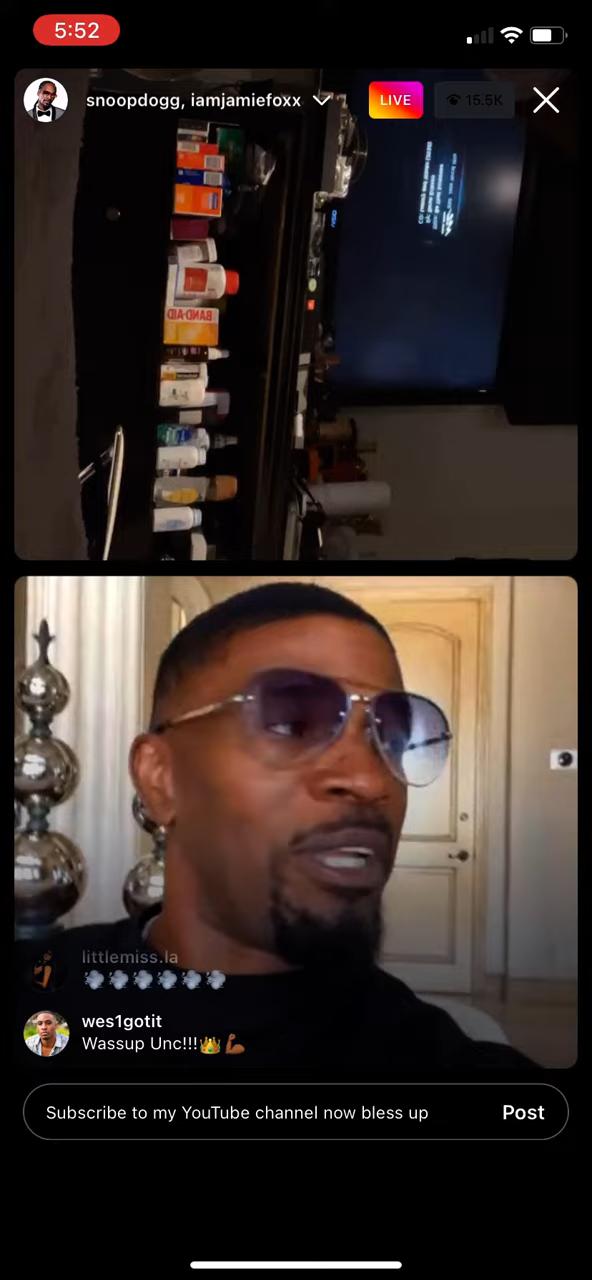 5:52
snoopdogg, iamjamiefoxx
LIVE
15.5K
BAND-AID
littlemiss.la
wes1gotit
Wassup Unc!!!👑💪🏾
Subscribe to my YouTube channel now bless up
Post